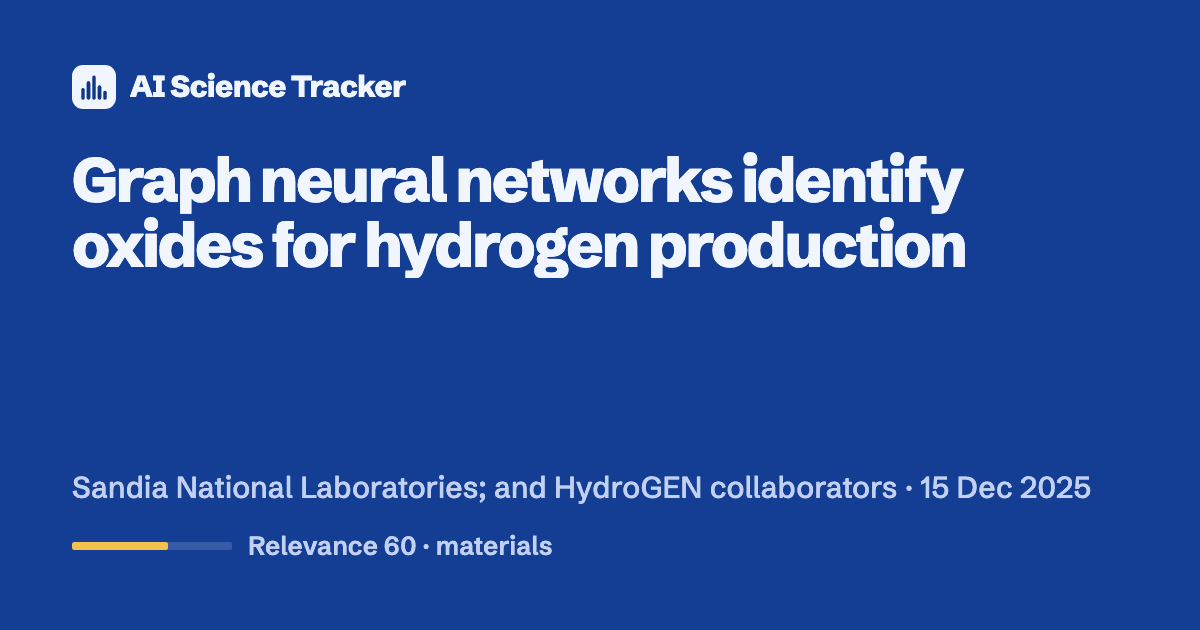 AI Science Tracker
Graph neural networks identify
oxides for hydrogen production
Sandia National Laboratories; and HydroGEN collaborators · 15 Dec 2025
Relevance 60 · materials